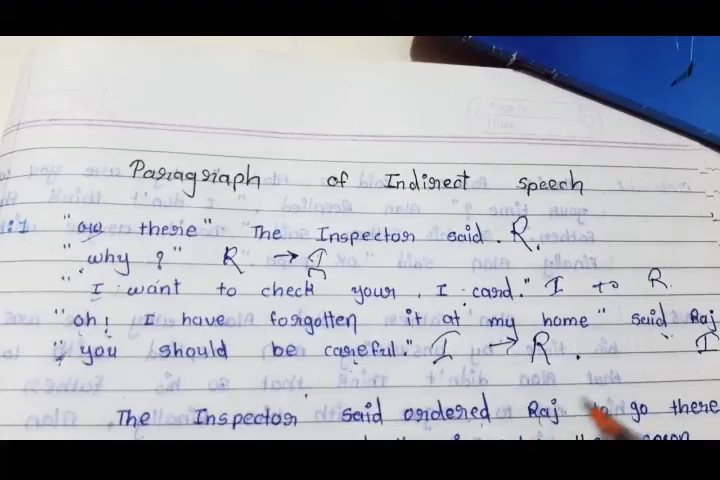 Paragraph of Indirect speech
"Go there" The Inspector said. R.
"why ?" R → I
"I want to check your I card." I to R
"oh! I have forgotten it at my home" said Raj
"you should be careful." I → R. I
The Inspector said ordered Raj to go there